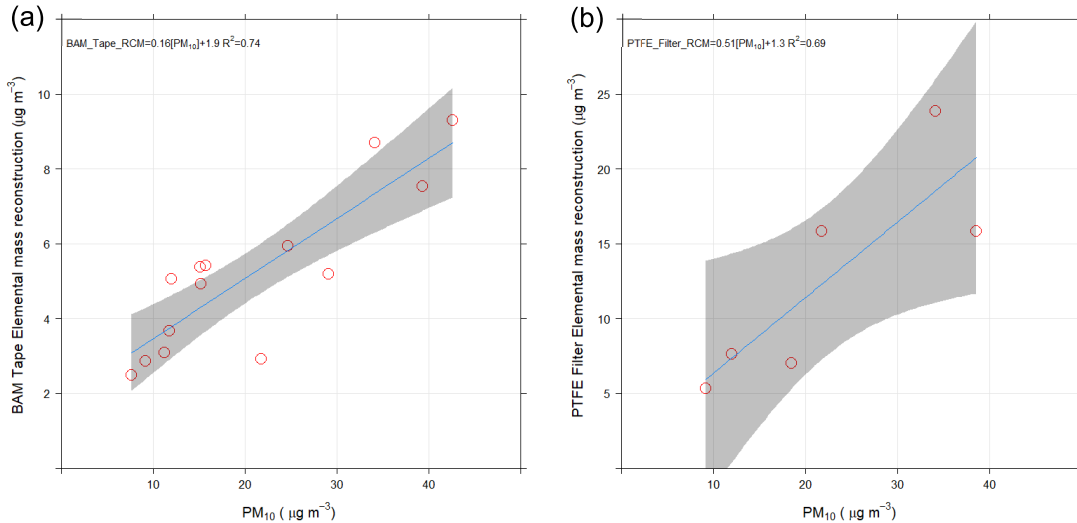 (a)
BAM_Tape_RCM=0.16[PM₁₀]+1.9 R²=0.74
BAM Tape Elemental mass reconstruction (µg m⁻³)
10
8
6
4
2
10
20
30
40
PM₁₀ ( µg m⁻³)
(b)
PTFE_Filter_RCM=0.51[PM₁₀]+1.3 R²=0.69
PTFE Filter Elemental mass reconstruction (µg m⁻³)
25
20
15
10
5
10
20
30
40
PM₁₀ ( µg m⁻³)